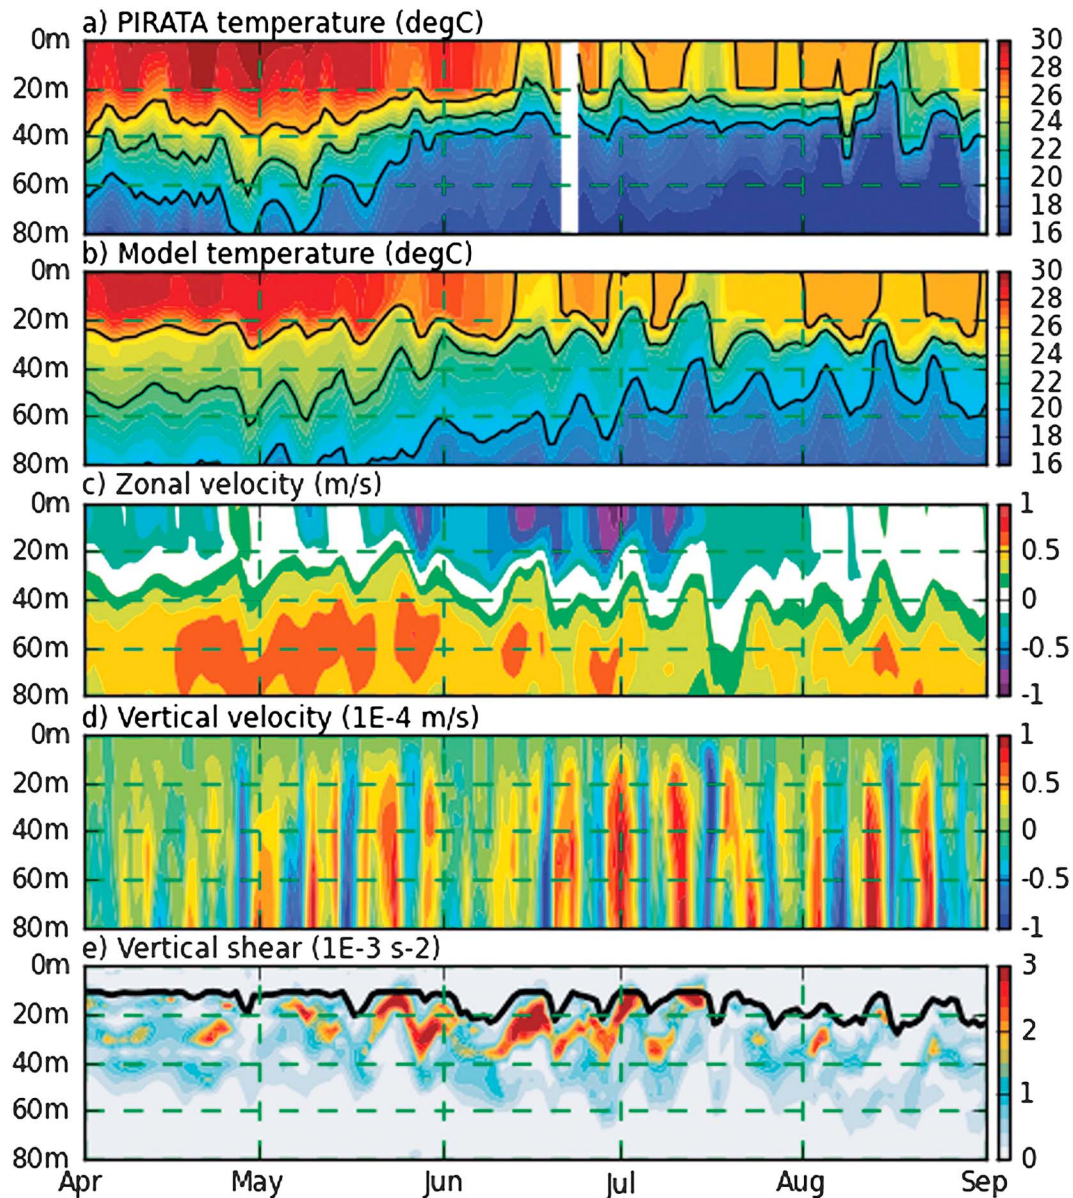 a) PIRATA temperature (degC)
0m
20m
40m
60m
80m
30
28
26
24
22
20
18
16
b) Model temperature (degC)
0m
20m
40m
60m
80m
30
28
26
24
22
20
18
16
c) Zonal velocity (m/s)
0m
20m
40m
60m
80m
1
0.5
0
-0.5
-1
d) Vertical velocity (1E-4 m/s)
0m
20m
40m
60m
80m
1
0.5
0
-0.5
-1
e) Vertical shear (1E-3 s-2)
0m
20m
40m
60m
80m
3
2
1
0
Apr May Jun Jul Aug Sep